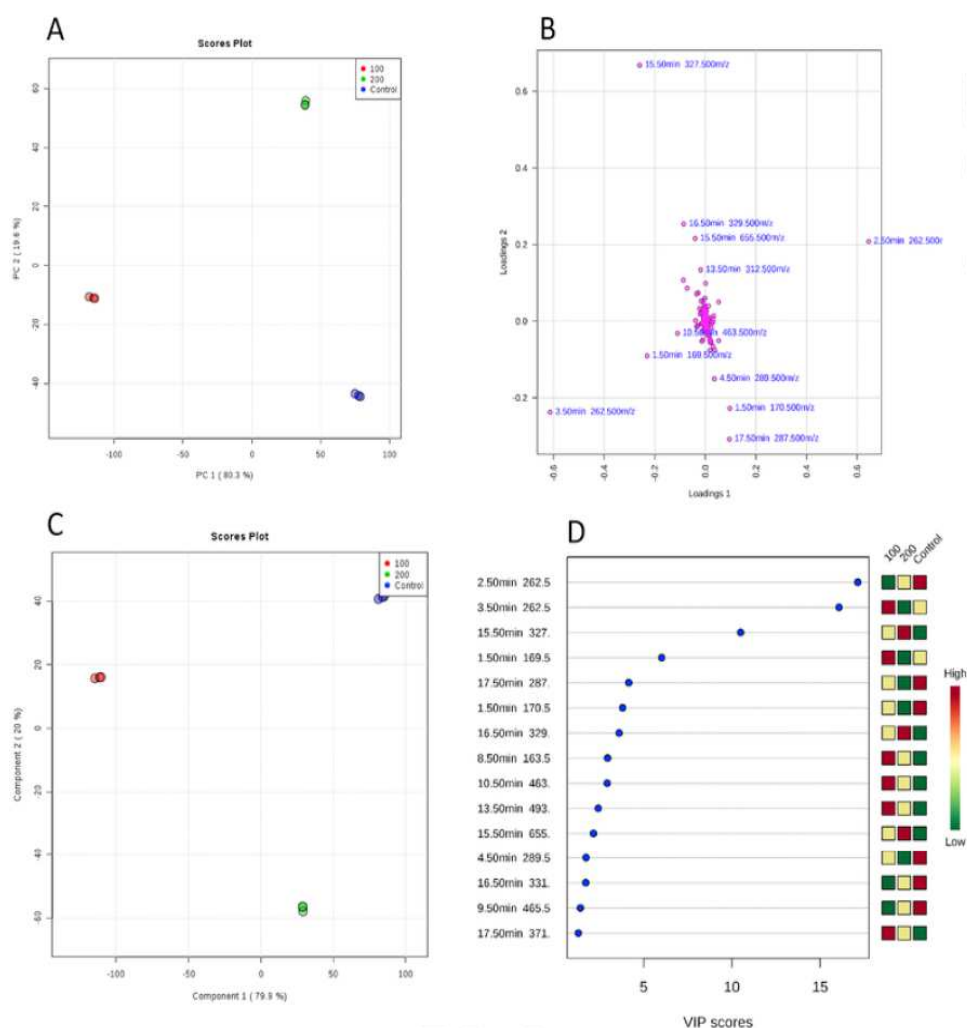 A
Scores Plot
100
200
Control
60
40
20
0
-20
-40
-100
-50
0
50
100
PC 2 ( 19.6 %)
PC 1 ( 80.3 %)
B
15.50min 327.500m/z
16.50min 329.500m/z
15.50min 655.500m/z
2.50min 262.500r
13.50min 312.500m/z
463.500m/z
1.50min 169.500m/z
4.50min 289.500m/z
3.50min 262.500m/z
1.50min 170.500m/z
17.50min 287.500m/z
0.6
0.4
0.2
0.0
-0.2
-0.6
-0.4
-0.2
0.0
0.2
0.4
0.6
Loadings 2
Loadings 1
C
Scores Plot
100
200
Control
40
20
0
-20
-40
-60
-100
-50
0
50
100
Component 2 ( 20 %)
Component 1 ( 79.9 %)
D
100
200
Control
2.50min 262.5
3.50min 262.5
15.50min 327.
1.50min 169.5
17.50min 287.
1.50min 170.5
16.50min 329.
8.50min 163.5
10.50min 463.
13.50min 493.
15.50min 655.
4.50min 289.5
16.50min 331.
9.50min 465.5
17.50min 371.
5
10
15
VIP scores
High
Low